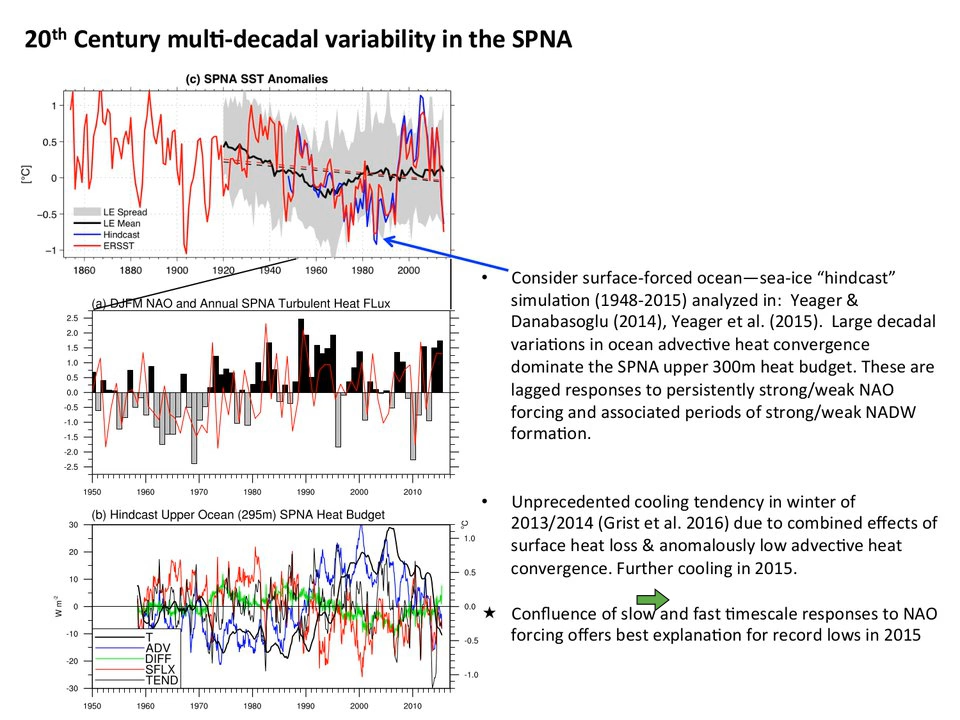 20th Century multi-decadal variability in the SPNA
(c) SPNA SST Anomalies
[°C]
1
0.5
0
−0.5
−1
LE Spread
LE Mean
Hindcast
ERSST
1860 1880 1900 1920 1940 1960 1980 2000
(a) DJFM NAO and Annual SPNA Turbulent Heat FLux
2.5
2.0
1.5
1.0
0.5
0.0
-0.5
-1.0
-1.5
-2.0
-2.5
1950 1960 1970 1980 1990 2000 2010
(b) Hindcast Upper Ocean (295m) SPNA Heat Budget
W m-2
30
20
10
0
-10
-20
-30
°C
1.0
0.5
0.0
-0.5
-1.0
T
ADV
DIFF
SFLX
TEND
1950 1960 1970 1980 1990 2000 2010
• Consider surface-forced ocean—sea-ice “hindcast”
simulation (1948-2015) analyzed in: Yeager &
Danabasoglu (2014), Yeager et al. (2015). Large decadal
variations in ocean advective heat convergence
dominate the SPNA upper 300m heat budget. These are
lagged responses to persistently strong/weak NAO
forcing and associated periods of strong/weak NADW
formation.
• Unprecedented cooling tendency in winter of
2013/2014 (Grist et al. 2016) due to combined effects of
surface heat loss & anomalously low advective heat
convergence. Further cooling in 2015.
★ Confluence of slow and fast timescale responses to NAO
forcing offers best explanation for record lows in 2015